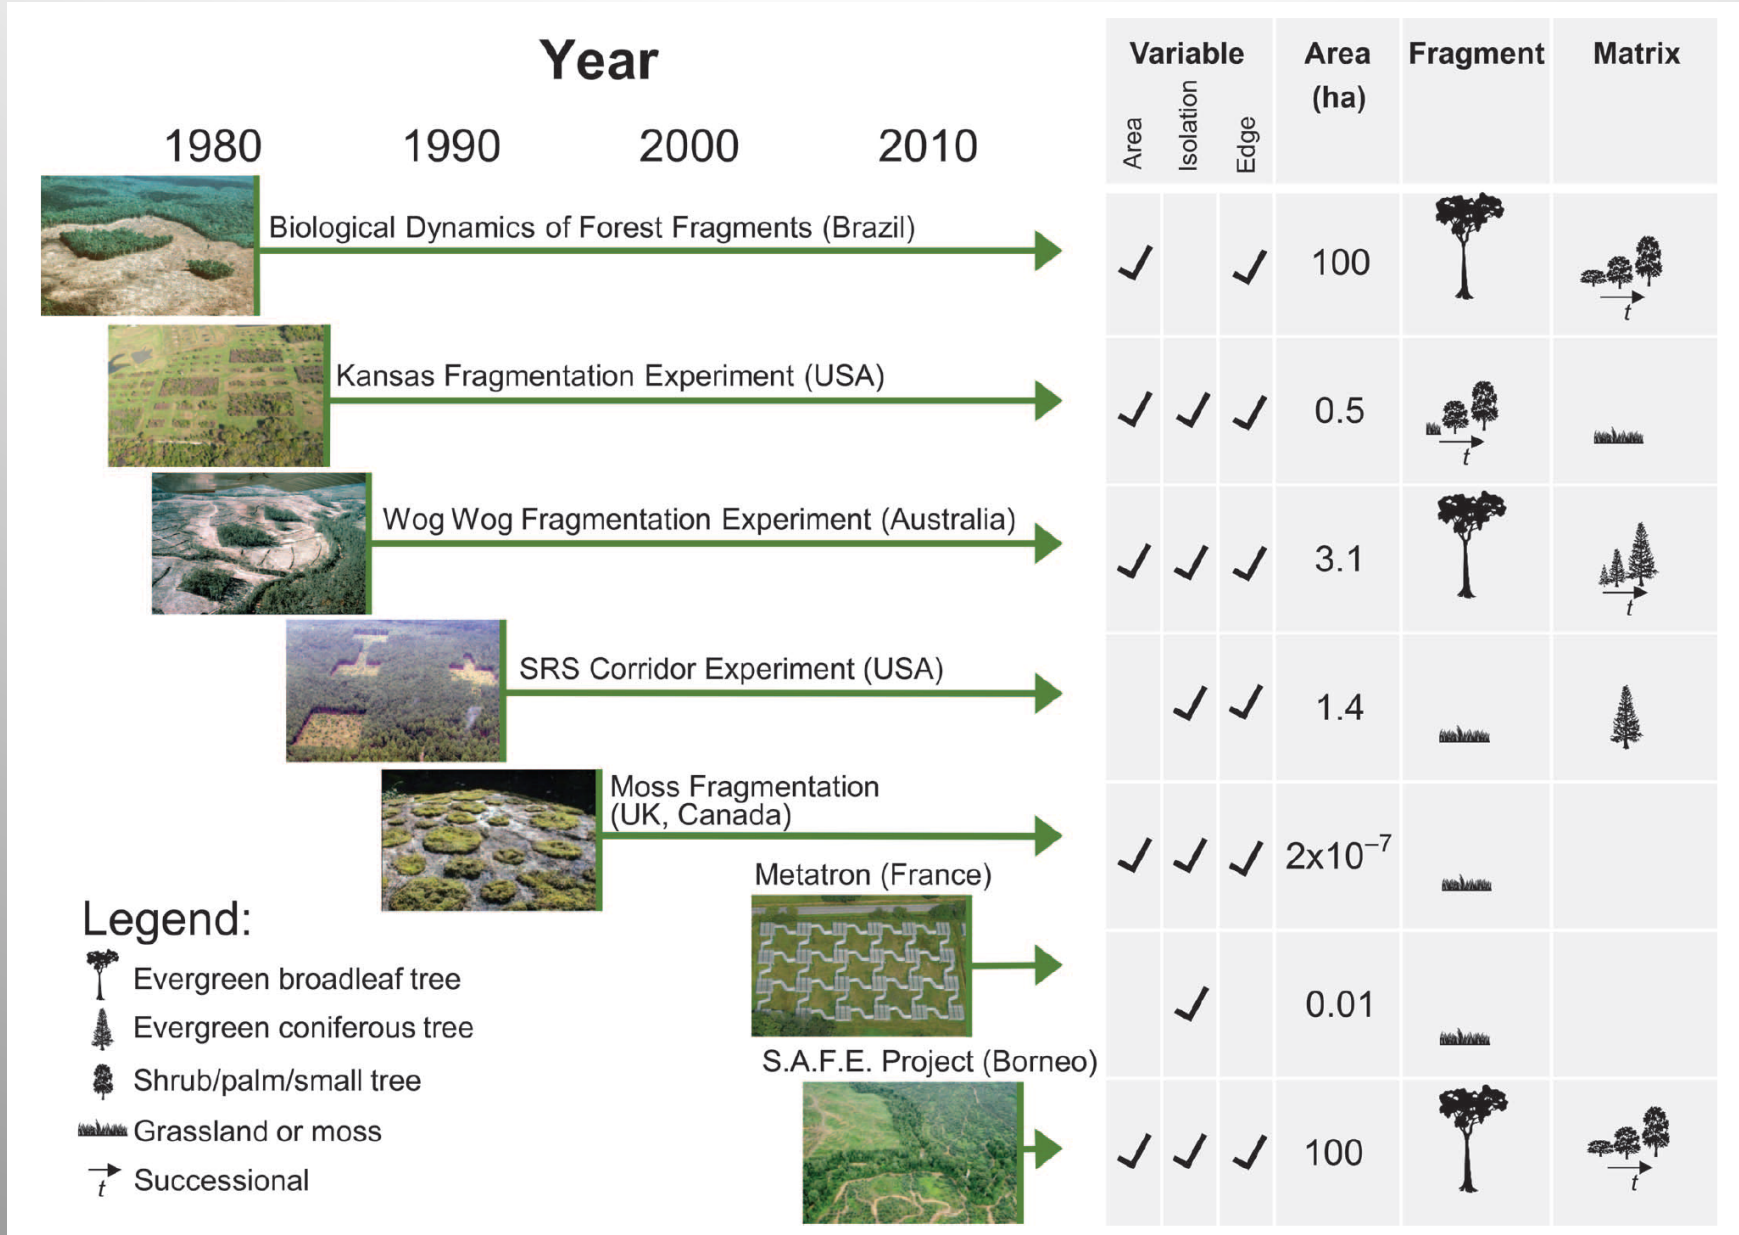 Year
1980 1990 2000 2010
Variable
Area
Isolation
Edge
Area
(ha)
Fragment
Matrix
Biological Dynamics of Forest Fragments (Brazil)
100
t
Kansas Fragmentation Experiment (USA)
0.5
t
Wog Wog Fragmentation Experiment (Australia)
3.1
t
SRS Corridor Experiment (USA)
1.4
Moss Fragmentation
(UK, Canada)
2x10⁻⁷
Metatron (France)
0.01
S.A.F.E. Project (Borneo)
100
t
Legend:
Evergreen broadleaf tree
Evergreen coniferous tree
Shrub/palm/small tree
Grassland or moss
t Successional